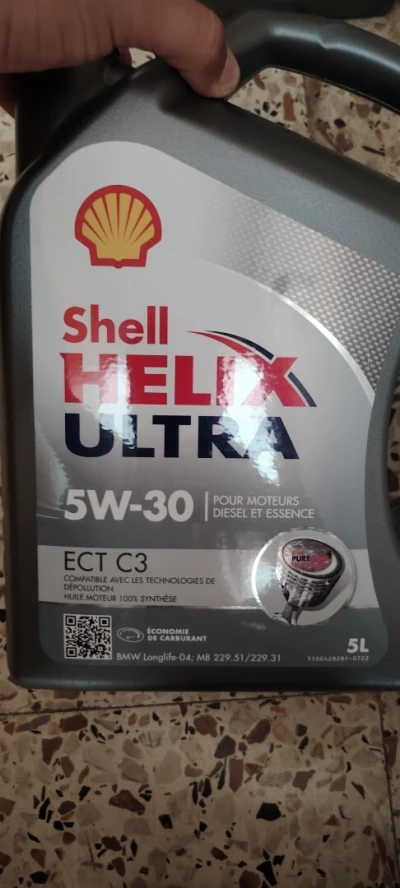 Shell
HELIX
ULTRA
5W-30
POUR MOTEURS
DIESEL ET ESSENCE
ECT C3
COMPATIBLE AVEC LES TECHNOLOGIES DE
DÉPOLLUTION
HUILE MOTEUR 100% SYNTHÈSE
PURE
ÉCONOMIE
DE CARBURANT
5L
BMW Longlife-04; MB 229.51/229.31